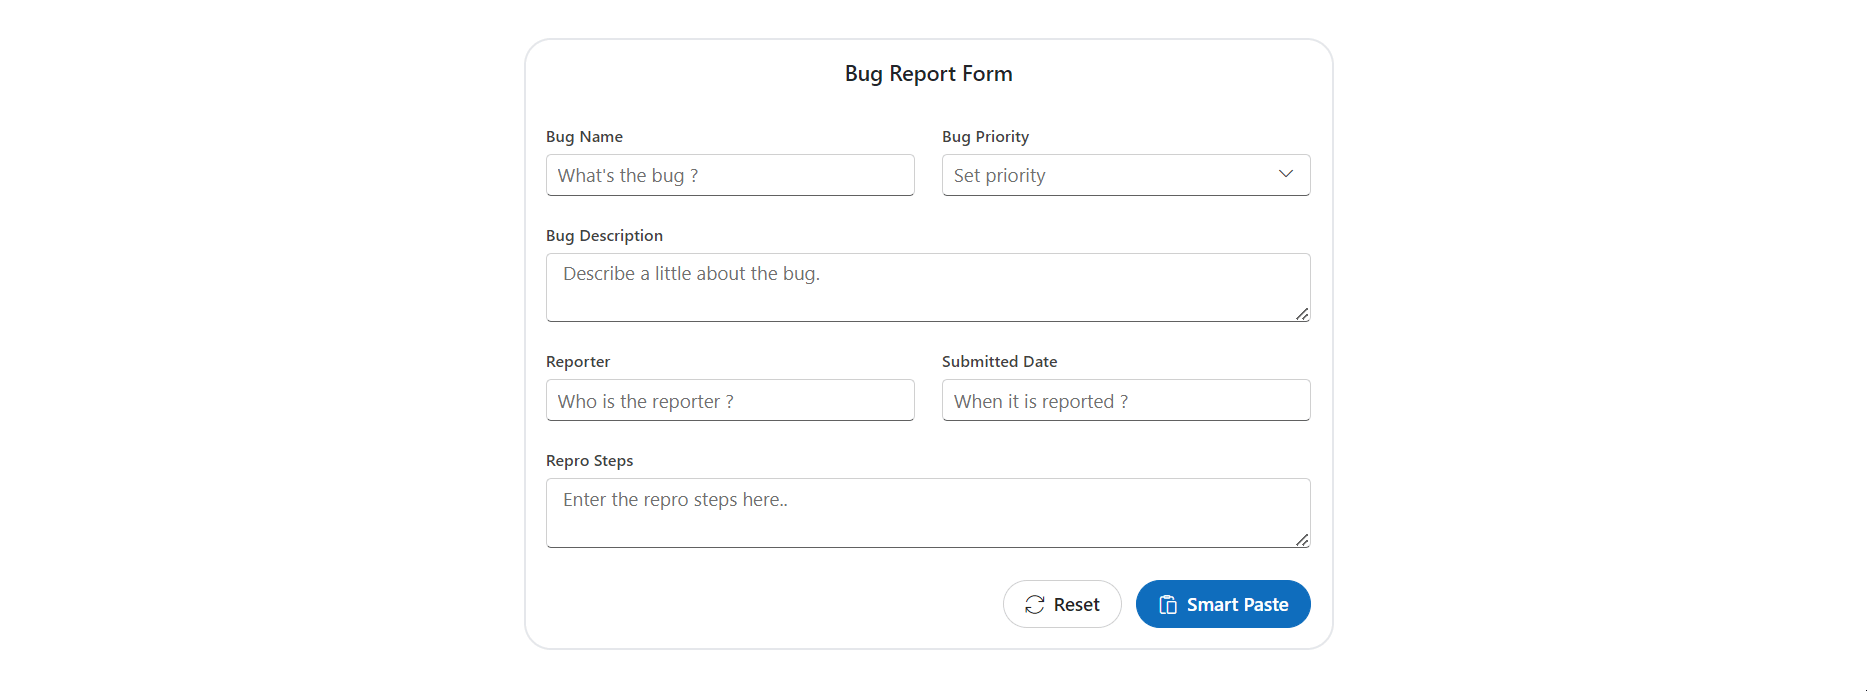 Bug Report Form
Bug Name
Bug Priority
What's the bug ?
Set priority
Bug Description
Describe a little about the bug.
Reporter
Submitted Date
Who is the reporter ?
When it is reported ?
Repro Steps
Enter the repro steps here..
Reset
Smart Paste